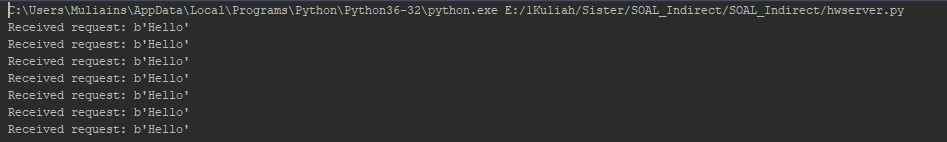 C:\Users\Muliains\AppData\Local\Programs\Python\Python36-32\python.exe E:/1Kuliah/Sister/SOAL_Indirect/SOAL_Indirect/hwserver.py
Received request: b'Hello'
Received request: b'Hello'
Received request: b'Hello'
Received request: b'Hello'
Received request: b'Hello'
Received request: b'Hello'
Received request: b'Hello'